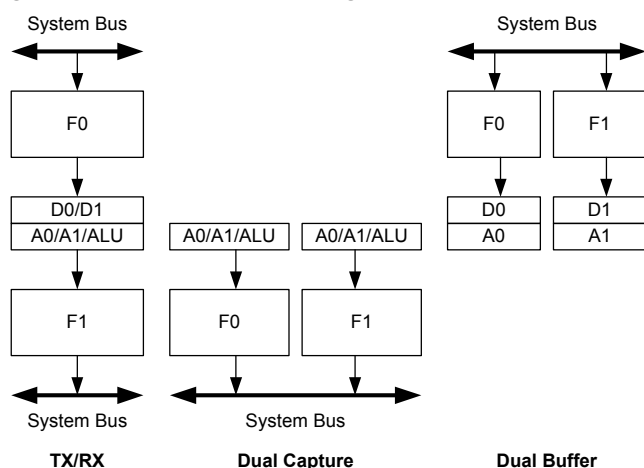 System Bus
System Bus
F0
F0
F1
D0/D1
A0/A1/ALU
A0/A1/ALU
A0/A1/ALU
D0
A0
D1
A1
F1
F0
F1
System Bus
System Bus
TX/RX
Dual Capture
Dual Buffer